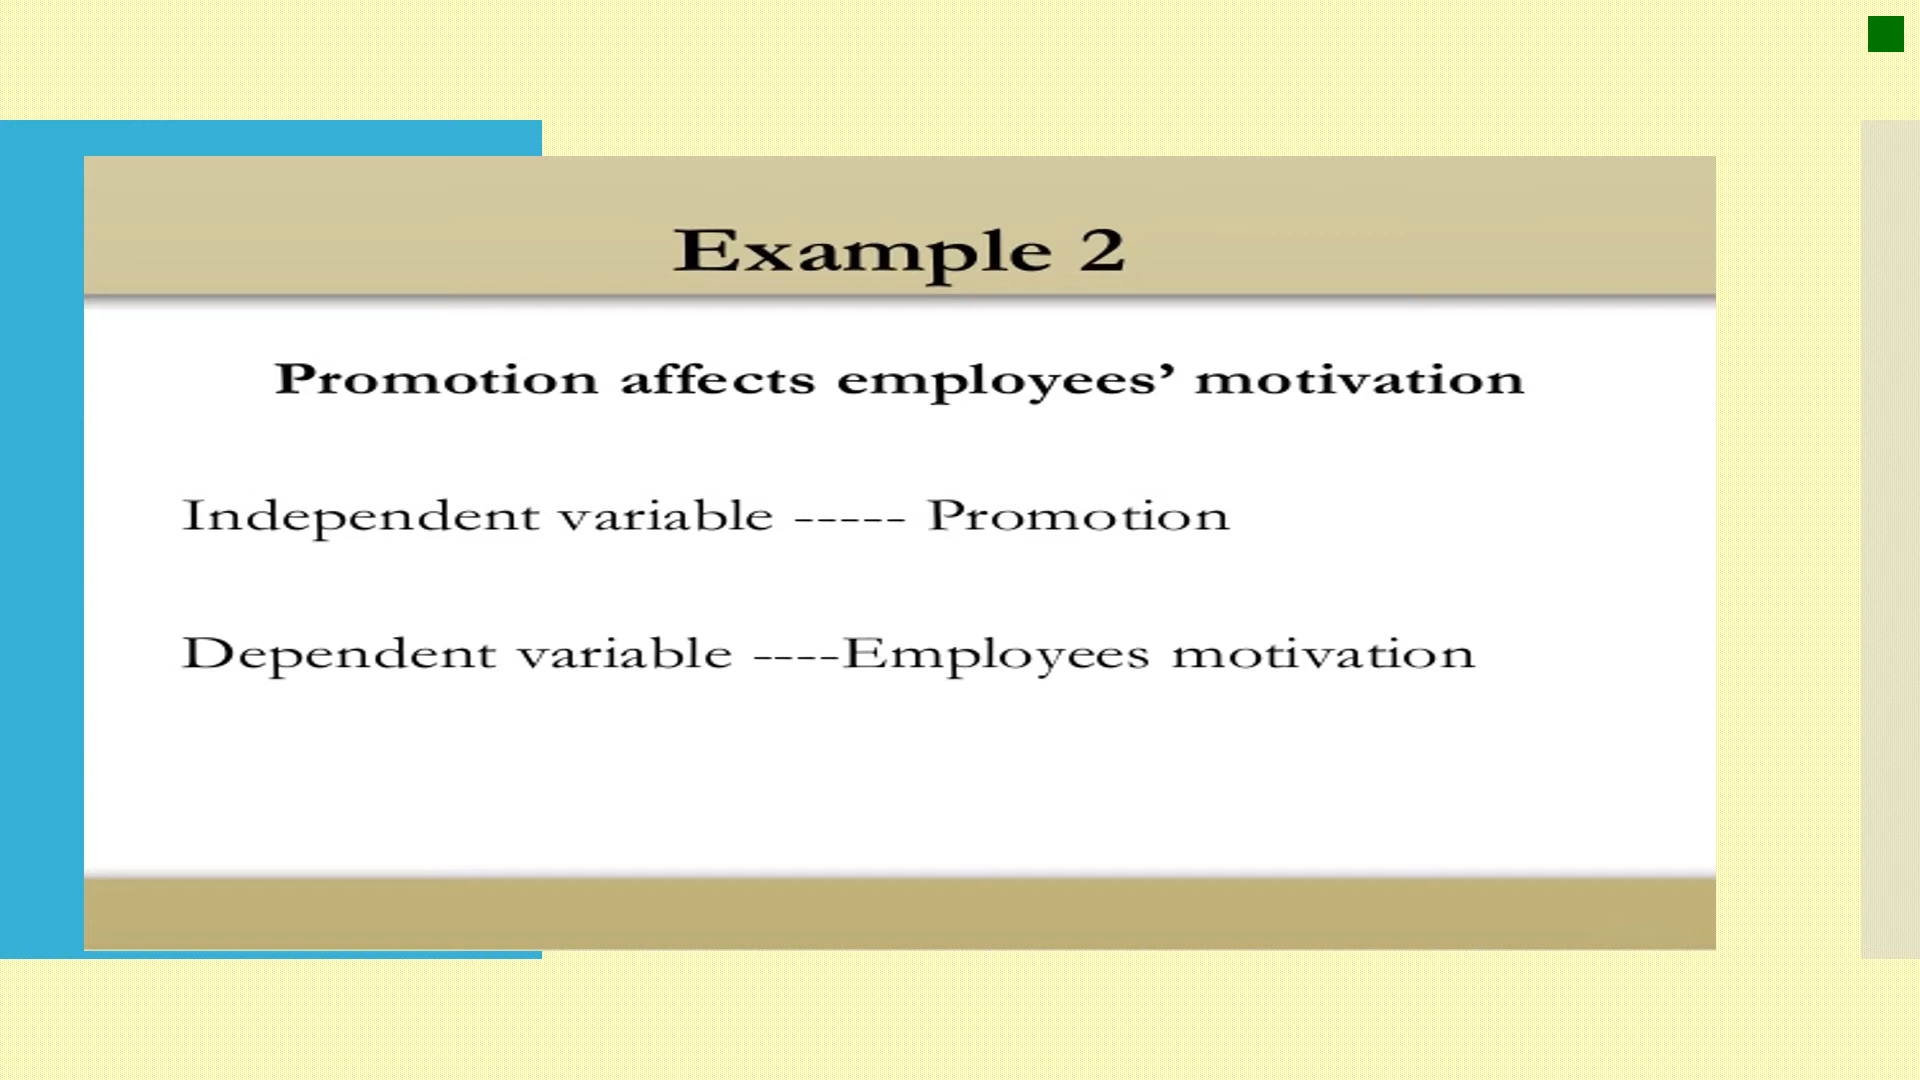 Example 2
Promotion affects employees’ motivation
Independent variable ----- Promotion
Dependent variable ----Employees motivation